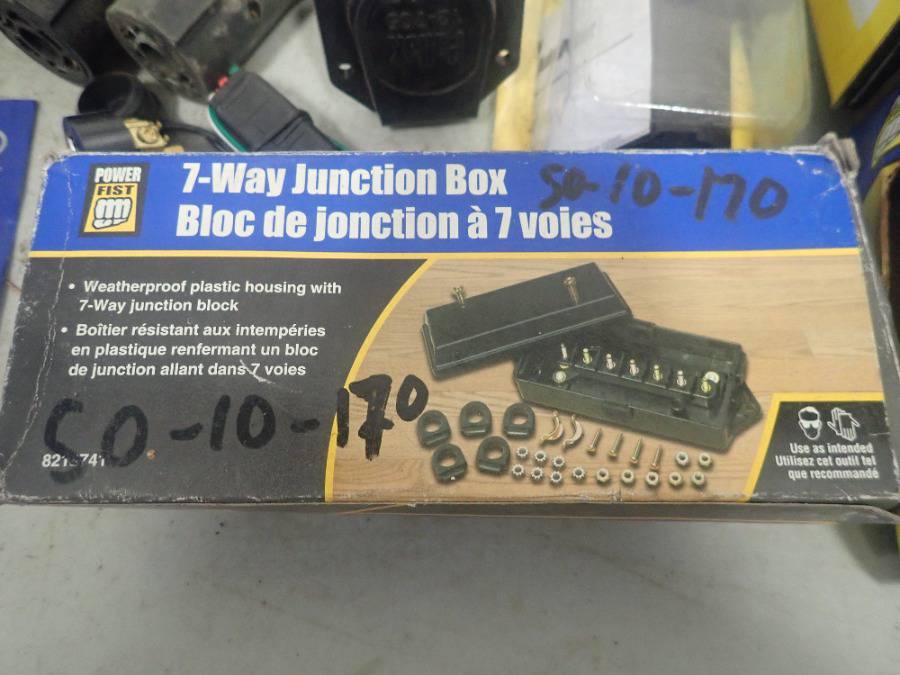 POWER
FIST
7-Way Junction Box
SO-10-170
Bloc de jonction à 7 voies
• Weatherproof plastic housing with
7-Way junction block
• Boîtier résistant aux intempéries
en plastique renfermant un bloc
de junction allant dans 7 voies
SO-10-170
Use as intended
Utilisez cet outil tel
que recommandé